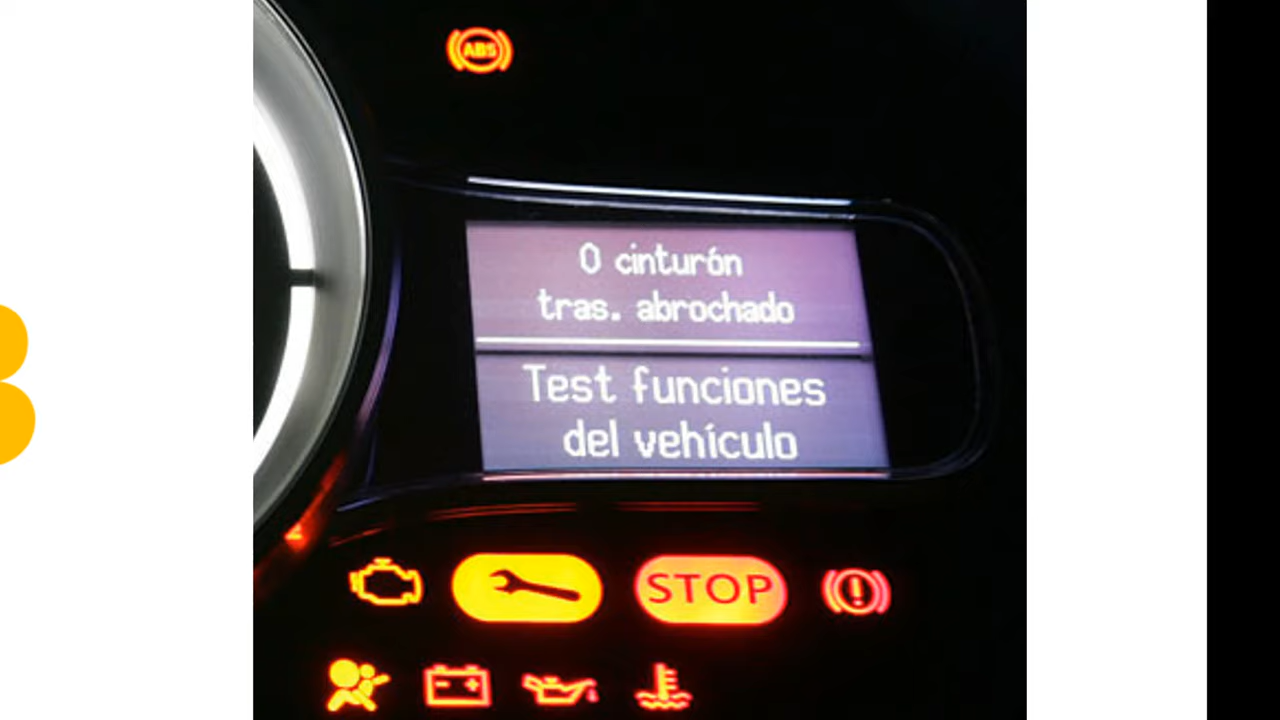 ABS
0 cinturón
tras. abrochado
Test funciones
del vehículo
STOP